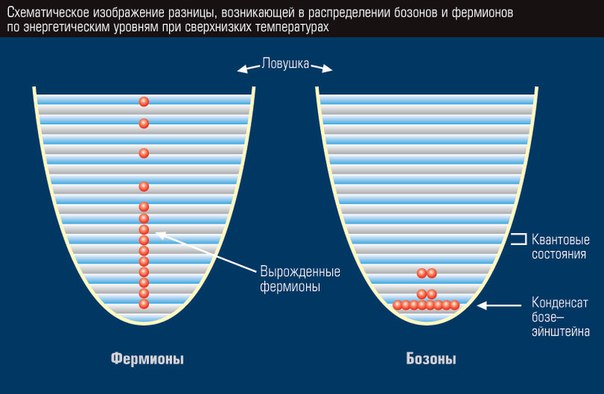 Схематическое изображение разницы, возникающей в распределении бозонов и фермионов
по энергетическим уровням при сверхнизких температурах
Ловушка
Квантовые
состояния
Вырожденные
фермионы
Конденсат
бозе–
эйнштейна
Фермионы
Бозоны